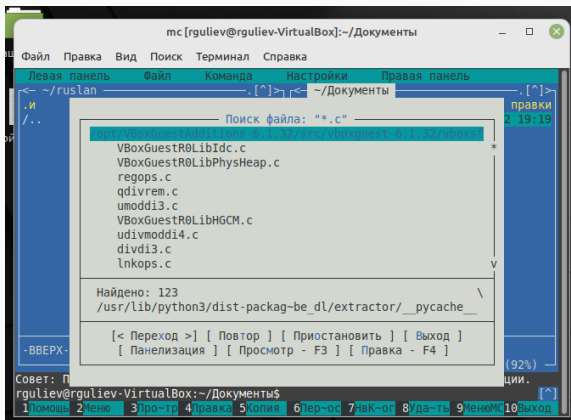 mc [rguliev@rguliev-VirtualBox]:~/Документы
Файл Правка Вид Поиск Терминал Справка
Левая панель Файл Команда Настройки Правая панель
<— ~/ruslan .[^]> <— ~/Документы .[^]>
.и правки
/.. 2 19:19
Поиск файла: "*.c"
/opt/VBoxGuestAdditions-6.1.32/src/vboxguest-6.1.32/vboxsf
VBoxGuestR0LibIdc.c *
VBoxGuestR0LibPhysHeap.c
regops.c
qdivrem.c
umoddi3.c
VBoxGuestR0LibHGCM.c
udivmoddi4.c
divdi3.c
lnkops.c v
Найдено: 123 \
/usr/lib/python3/dist-packag~be_dl/extractor/__pycache__
[< Переход >] [ Повтор ] [ Приостановить ] [ Выход ]
[ Панелизация ] [ Просмотр - F3 ] [ Правка - F4 ]
-ВВЕРХ-
(92%)
Совет: П ции.
rguliev@rguliev-VirtualBox:~/Документы$ [^]
1Помощь 2Меню 3Про~тр 4Правка 5Копия 6Пер~ос 7НвК~ог 8Уда~ть 9МенюMC 10Выход